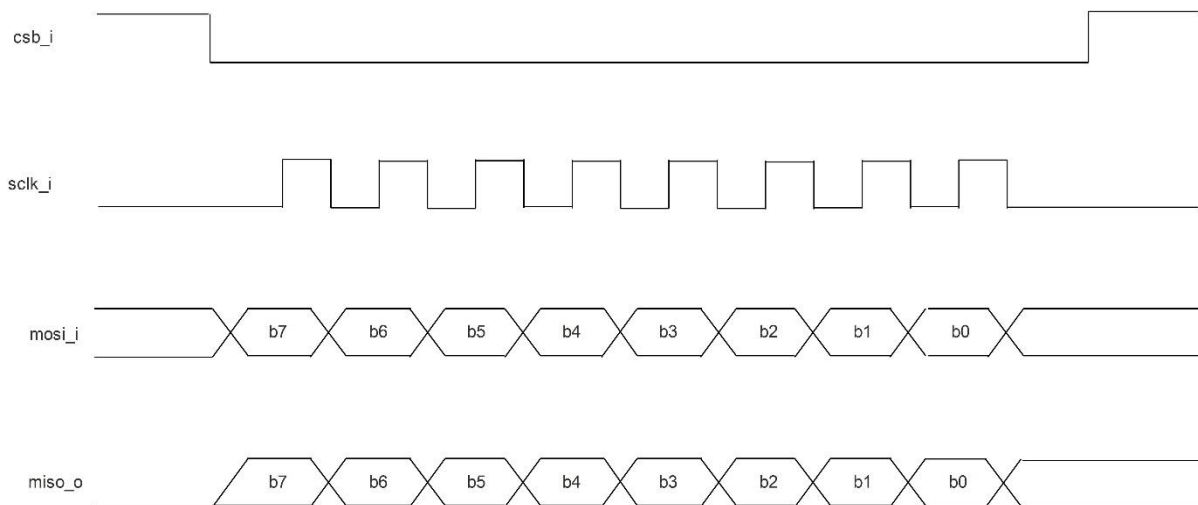 csb_i
sclk_i
mosi_i b7 b6 b5 b4 b3 b2 b1 b0
miso_o b7 b6 b5 b4 b3 b2 b1 b0